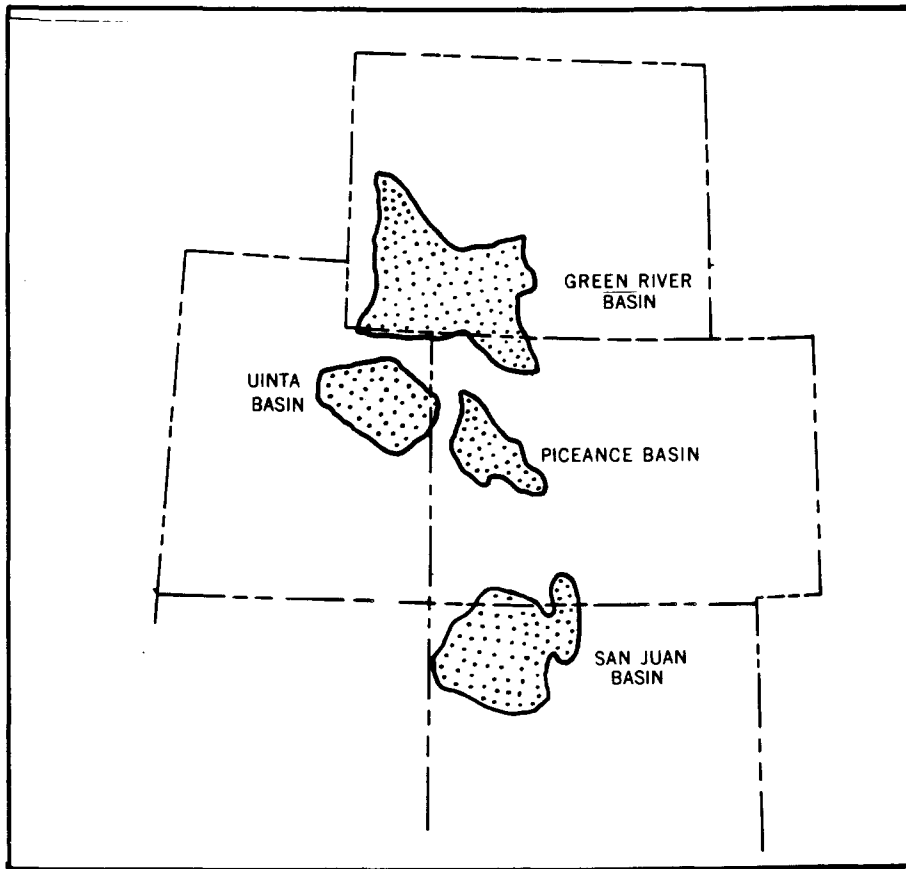 GREEN RIVER
BASIN
UINTA
BASIN
PICEANCE BASIN
SAN JUAN
BASIN